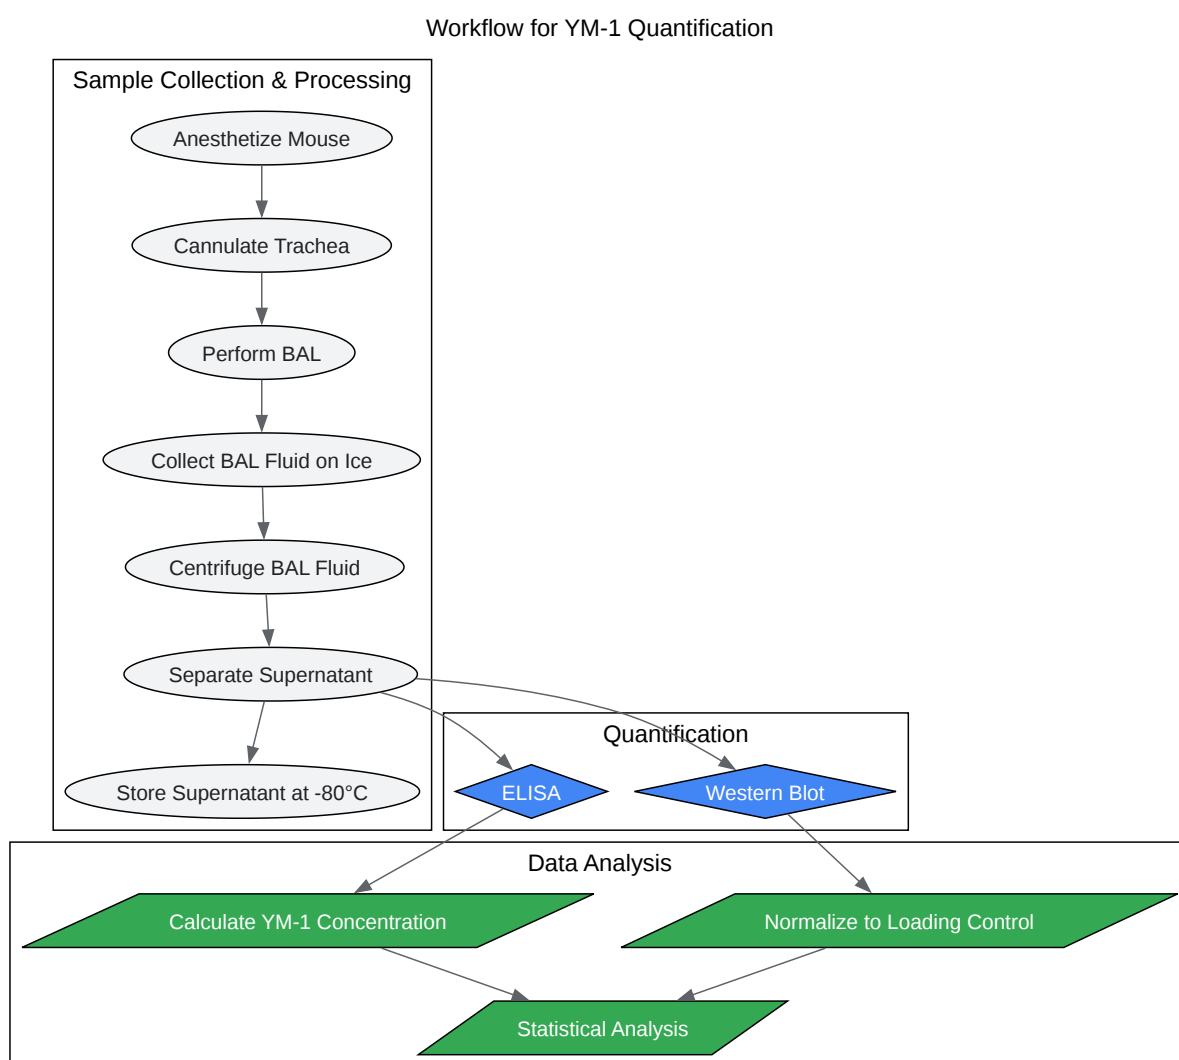 Workflow for YM-1 Quantification
Sample Collection & Processing
Anesthetize Mouse
Cannulate Trachea
Perform BAL
Collect BAL Fluid on Ice
Centrifuge BAL Fluid
Separate Supernatant
Store Supernatant at -80°C
Quantification
ELISA
Western Blot
Data Analysis
Calculate YM-1 Concentration
Normalize to Loading Control
Statistical Analysis